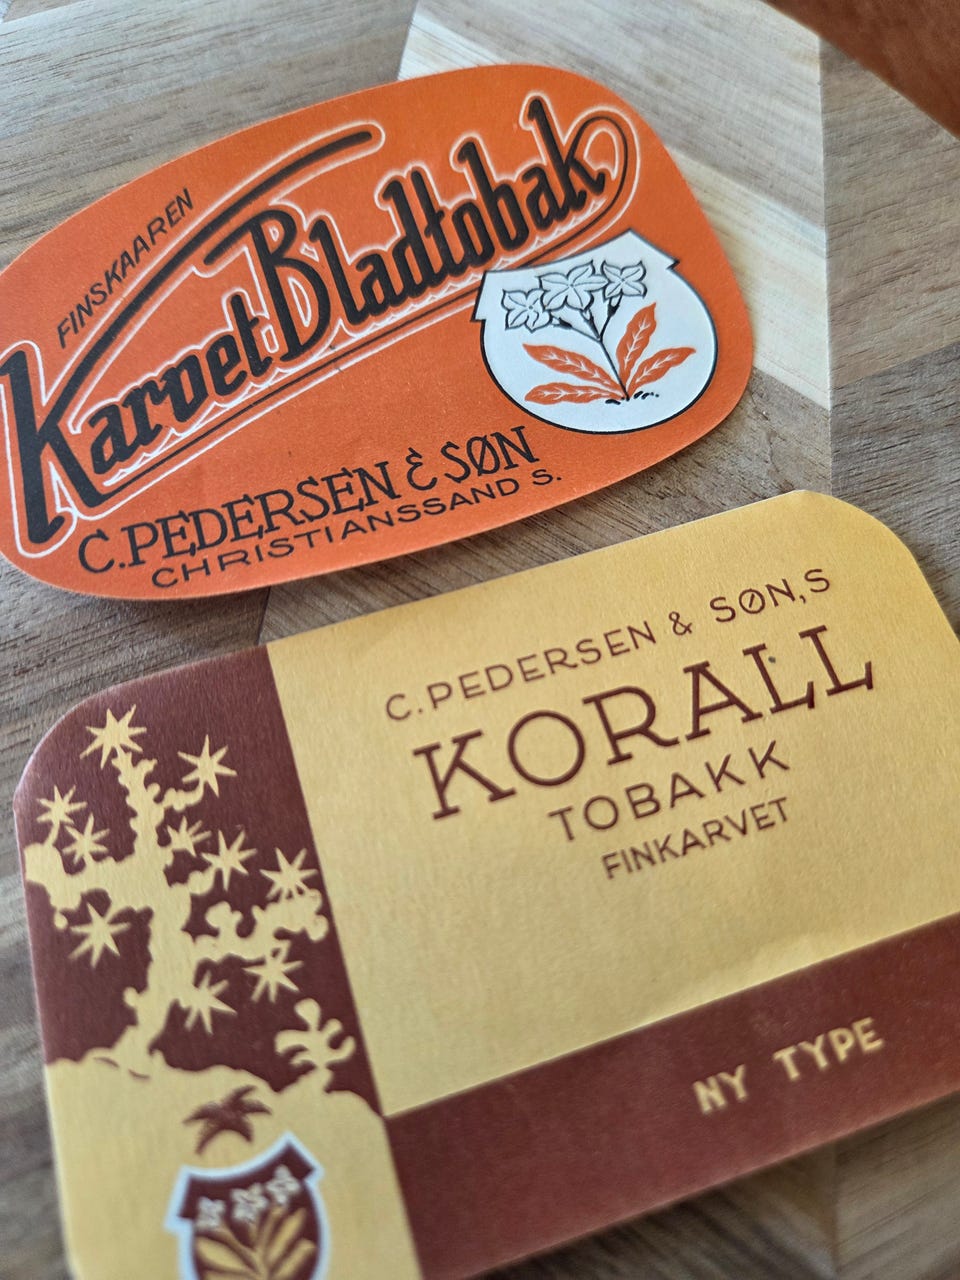 FINSKAAREN
Karvet Bladtobak
C. PEDERSEN & SØN
CHRISTIANSSAND S.
C. PEDERSEN & SØN,S
KORALL
TOBAKK
FINKARVET
NY TYPE